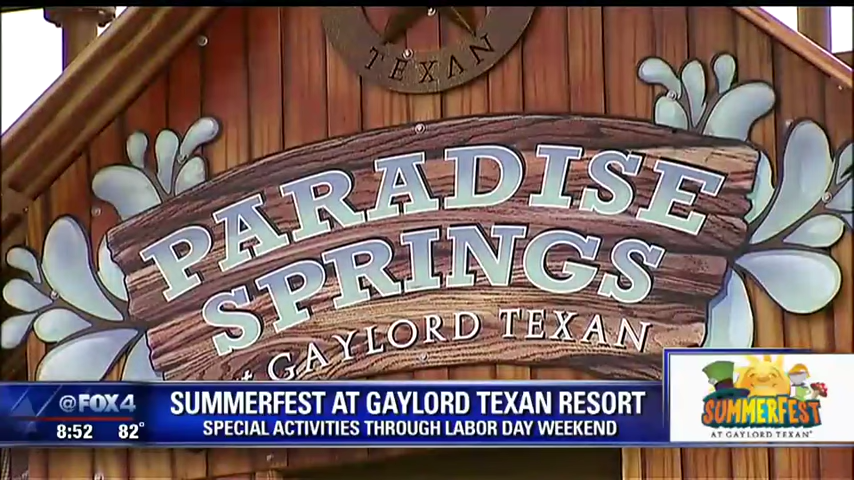 TEXAN
PARADISE
SPRINGS
at GAYLORD TEXAN
@FOX4
SUMMERFEST AT GAYLORD TEXAN RESORT
8:52 82°
SPECIAL ACTIVITIES THROUGH LABOR DAY WEEKEND
SUMMERFEST
AT GAYLORD TEXAN